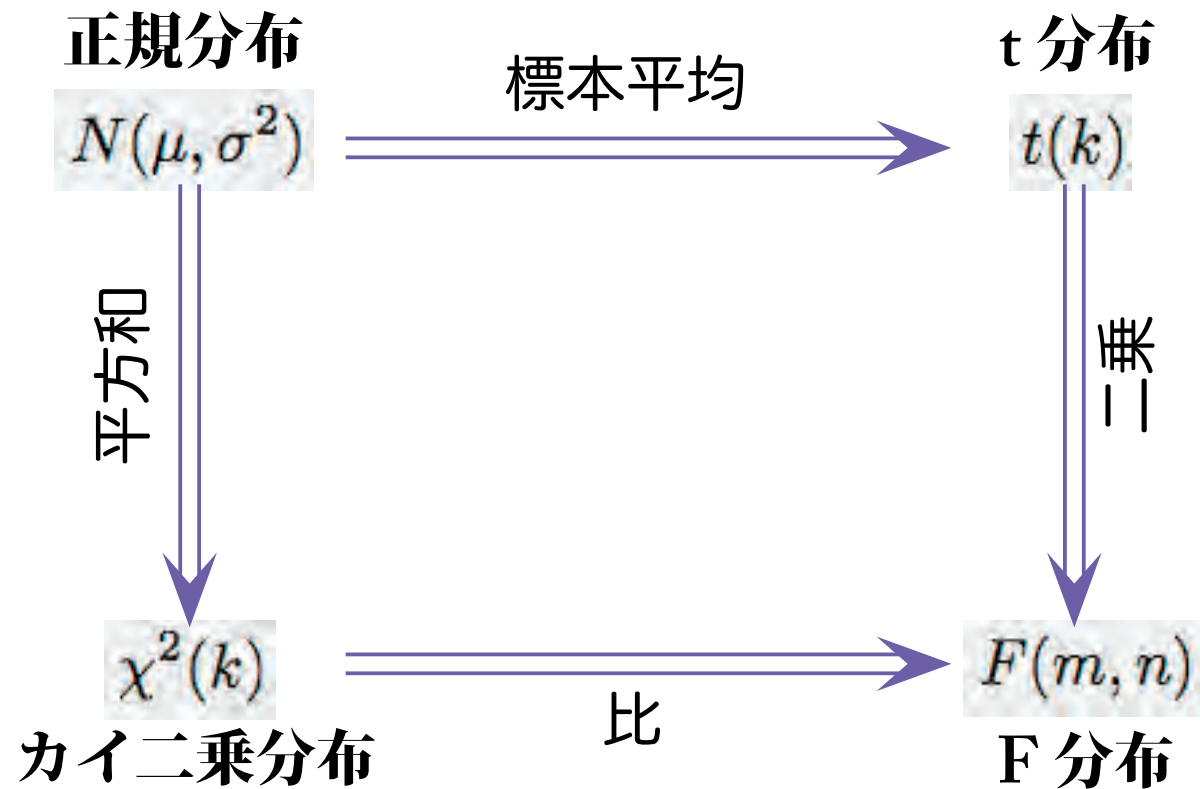 正規分布
t 分布
標本平均
N(μ, σ²)
t(k)
平方和
二乗
χ²(k)
F(m, n)
比
カイ二乗分布
F 分布